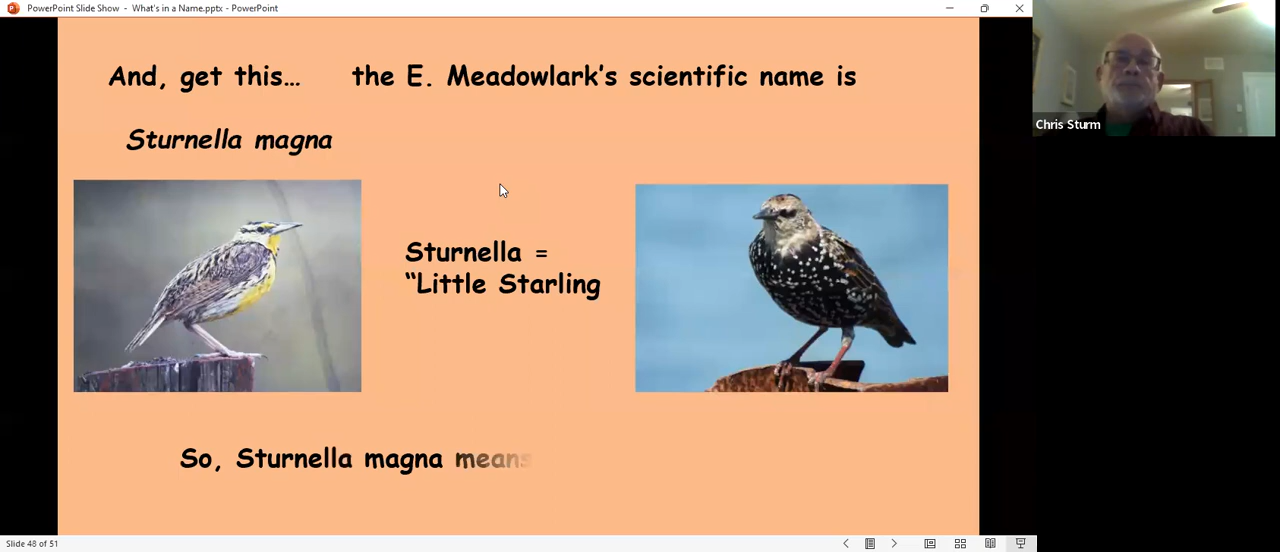 PowerPoint Slide Show - What's in a Name.pptx - PowerPoint
And, get this... the E. Meadowlark's scientific name is
Sturnella magna
Chris Sturm
Sturnella =
“Little Starling
So, Sturnella magna means
Slide 48 of 51